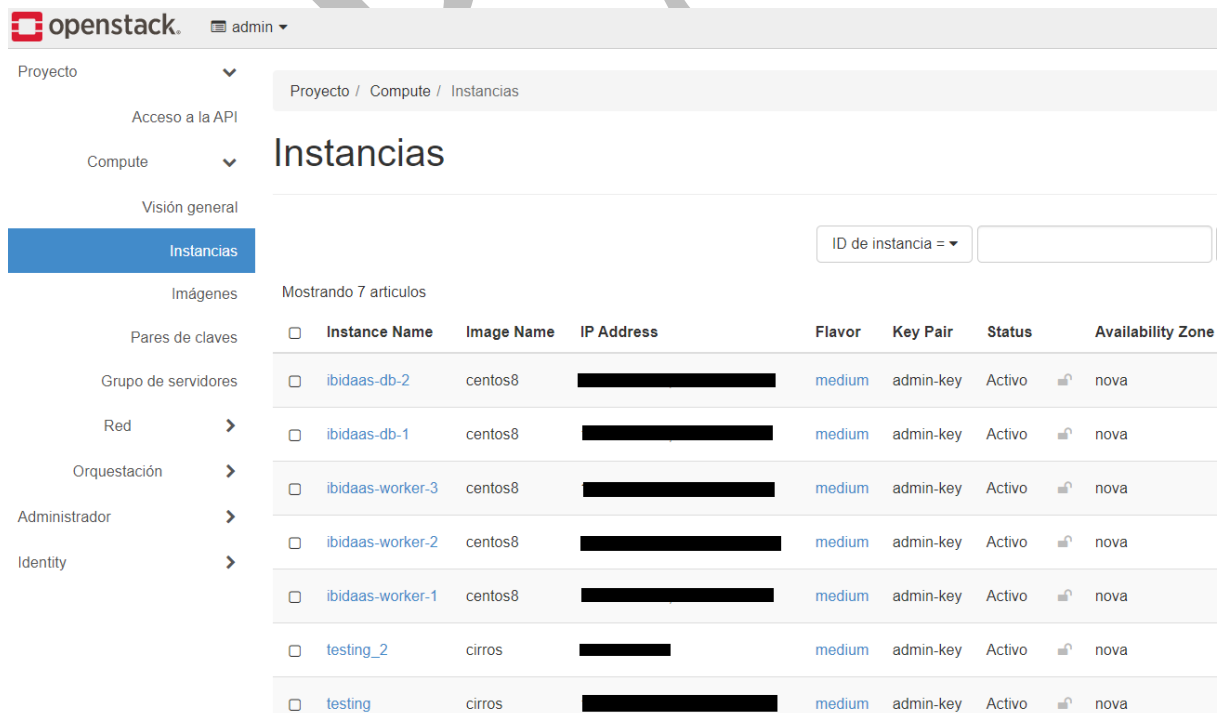 openstack. admin
Proyecto
Acceso a la API
Compute
Visión general
Instancias
Imágenes
Pares de claves
Grupo de servidores
Red
Orquestación
Administrador
Identity
Proyecto / Compute / Instancias
Instancias
ID de instancia =
Mostrando 7 articulos
Instance Name Image Name IP Address Flavor Key Pair Status Availability Zone
ibidaas-db-2 centos8 medium admin-key Activo nova
ibidaas-db-1 centos8 medium admin-key Activo nova
ibidaas-worker-3 centos8 medium admin-key Activo nova
ibidaas-worker-2 centos8 medium admin-key Activo nova
ibidaas-worker-1 centos8 medium admin-key Activo nova
testing_2 cirros medium admin-key Activo nova
testing cirros medium admin-key Activo nova